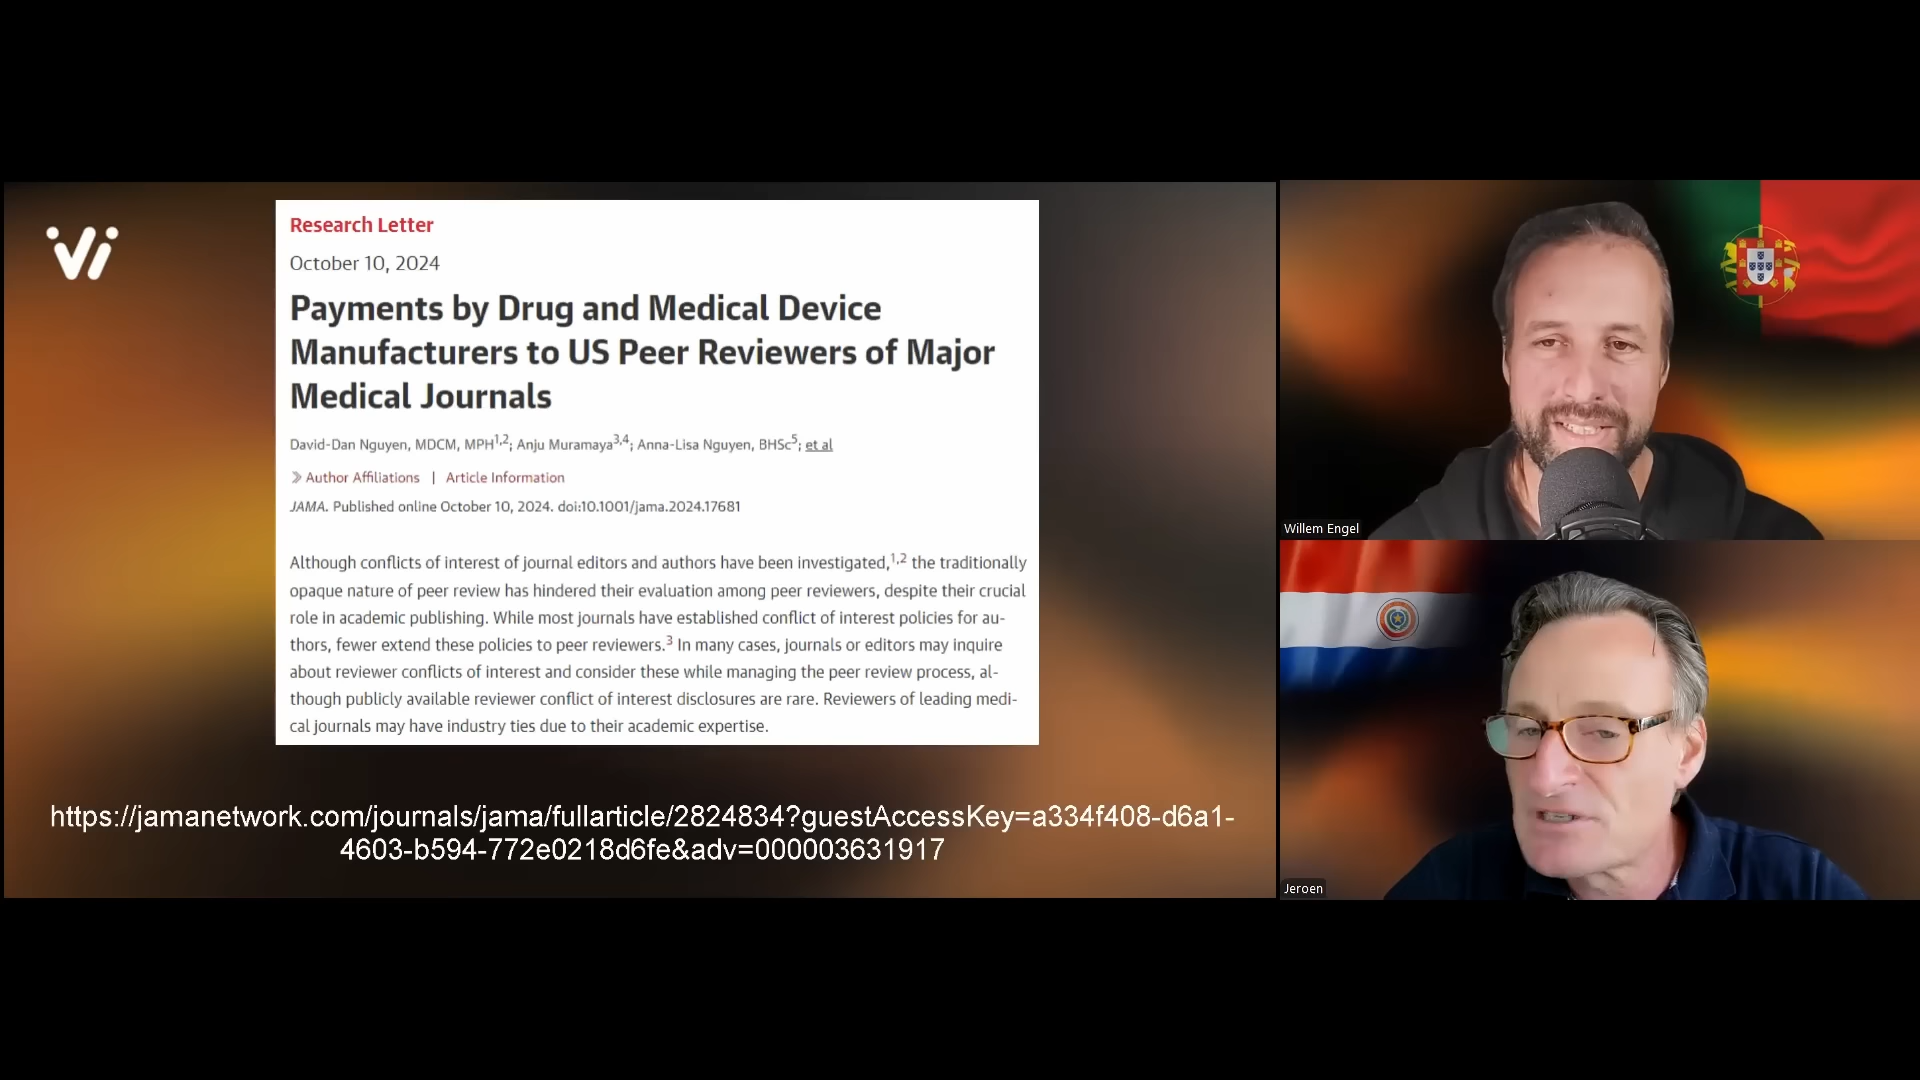 Research Letter
October 10, 2024
Payments by Drug and Medical Device
Manufacturers to US Peer Reviewers of Major
Medical Journals
David-Dan Nguyen, MDCM, MPH1,2; Anju Muramaya3,4; Anna-Lisa Nguyen, BHSc5; et al
Author Affiliations | Article Information
JAMA. Published online October 10, 2024. doi:10.1001/jama.2024.17681
Although conflicts of interest of journal editors and authors have been investigated,1,2 the traditionally
opaque nature of peer review has hindered their evaluation among peer reviewers, despite their crucial
role in academic publishing. While most journals have established conflict of interest policies for au-
thors, fewer extend these policies to peer reviewers.3 In many cases, journals or editors may inquire
about reviewer conflicts of interest and consider these while managing the peer review process, al-
though publicly available reviewer conflict of interest disclosures are rare. Reviewers of leading medi-
cal journals may have industry ties due to their academic expertise.
https://jamanetwork.com/journals/jama/fullarticle/2824834?guestAccessKey=a334f408-d6a1-
4603-b594-772e0218d6fe&adv=000003631917
Willem Engel
Jeroen